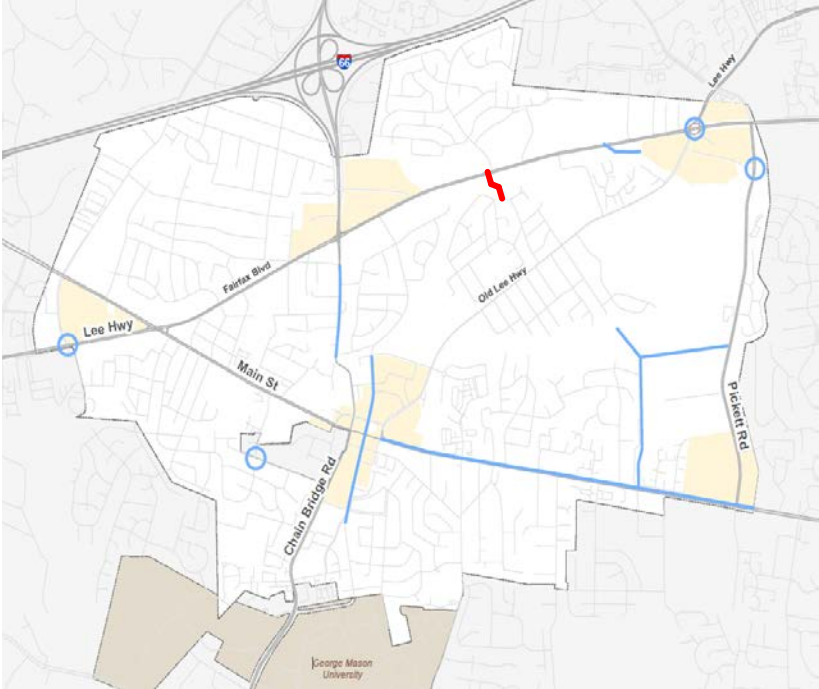 66
Lee Hwy
Fairfax Blvd
Old Lee Hwy
Lee Hwy
Main St
Pickett Rd
Chain Bridge Rd
George Mason
University